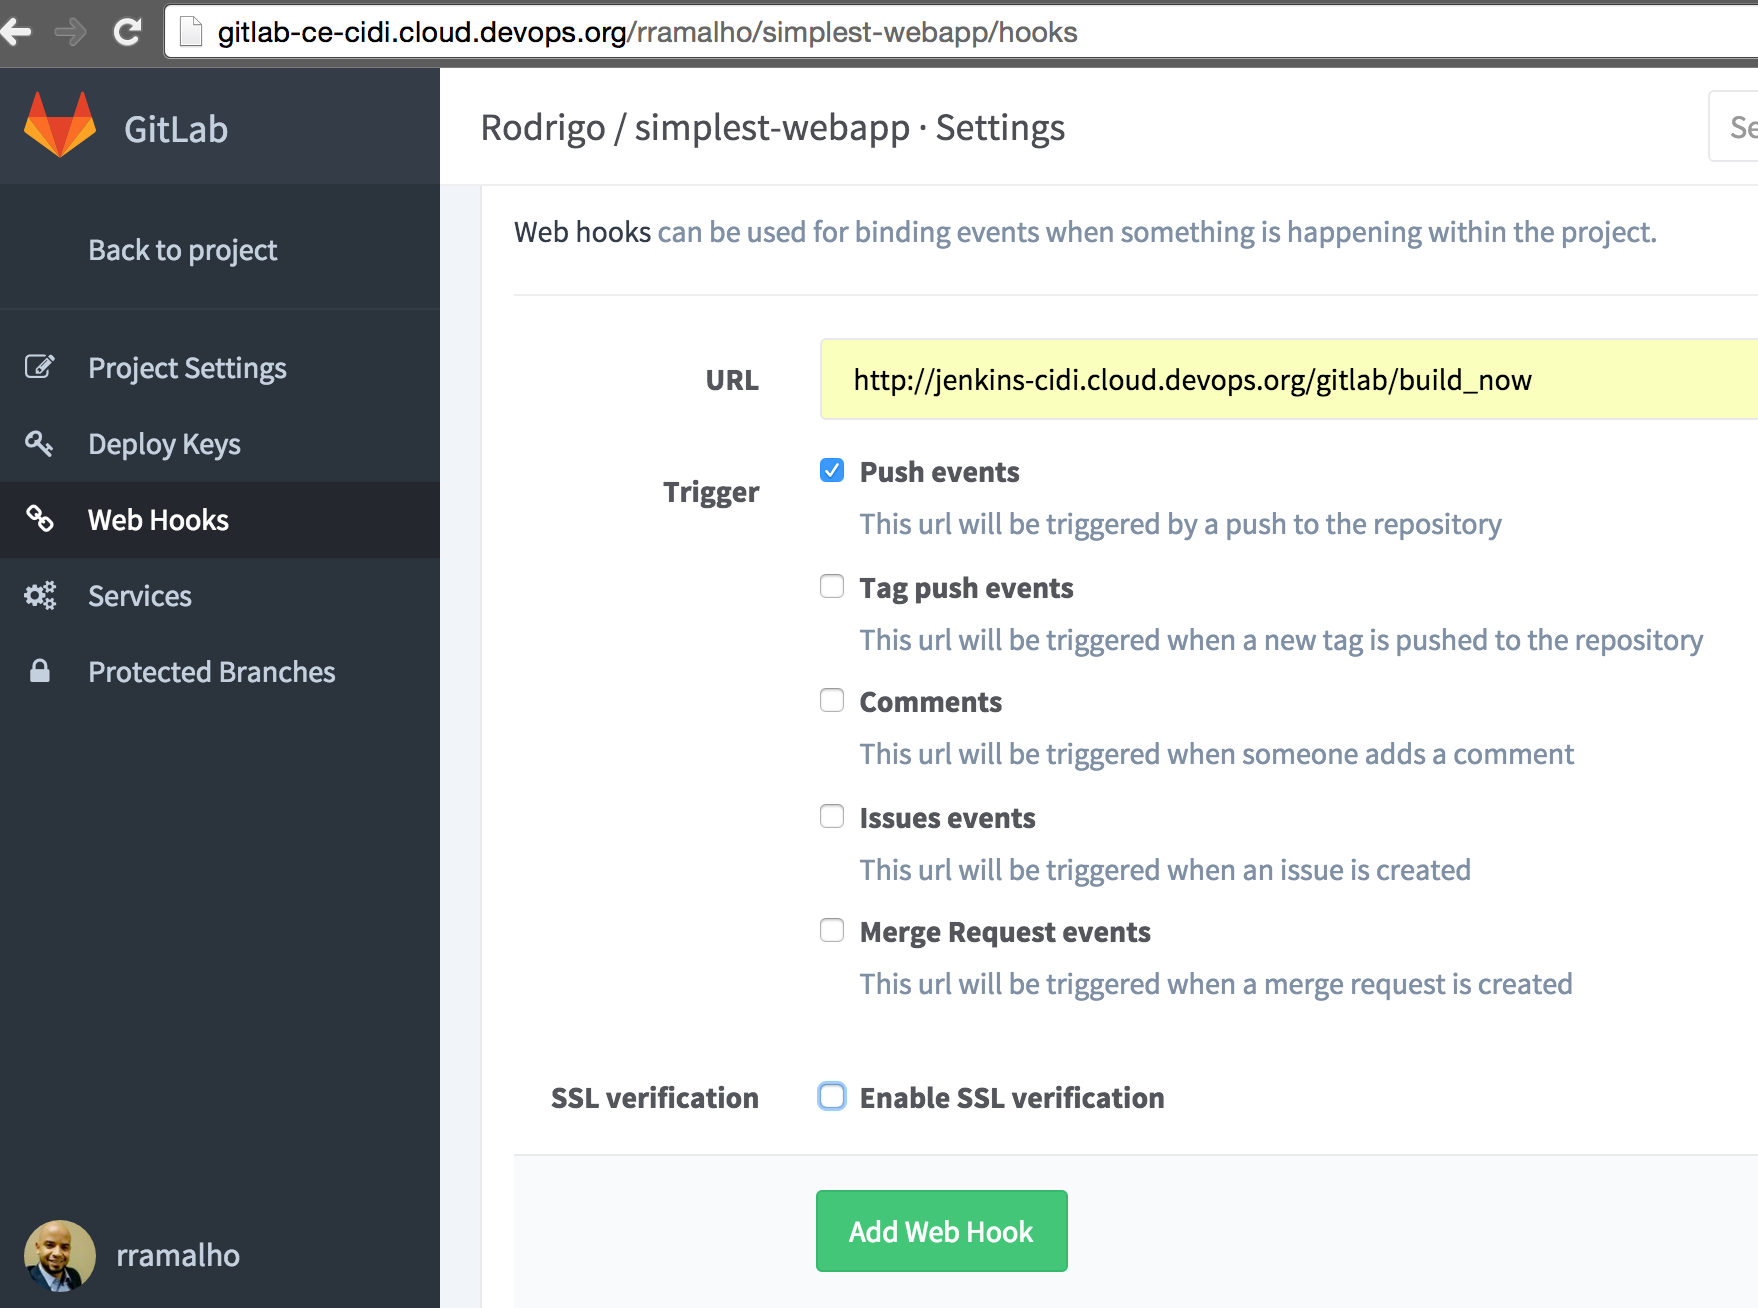 gitlab-ce-cidi.cloud.devops.org/rramalho/simplest-webapp/hooks
GitLab
Rodrigo / simplest-webapp · Settings
Se
Back to project
Project Settings
Deploy Keys
Web Hooks
Services
Protected Branches
rramalho
Web hooks can be used for binding events when something is happening within the project.
URL
http://jenkins-cidi.cloud.devops.org/gitlab/build_now
Trigger
Push events
This url will be triggered by a push to the repository
Tag push events
This url will be triggered when a new tag is pushed to the repository
Comments
This url will be triggered when someone adds a comment
Issues events
This url will be triggered when an issue is created
Merge Request events
This url will be triggered when a merge request is created
SSL verification
Enable SSL verification
Add Web Hook